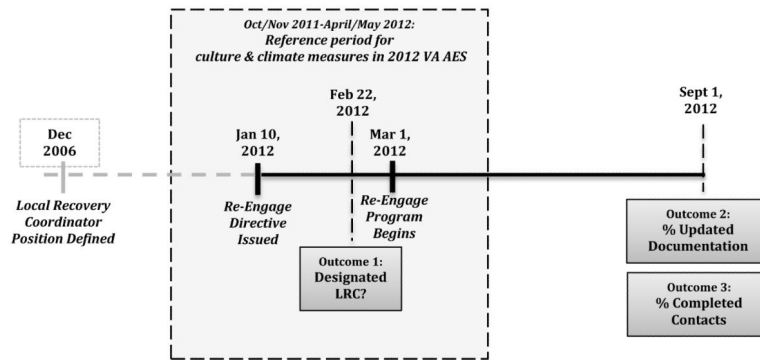 Oct/Nov 2011-April/May 2012:
Reference period for
culture & climate measures in 2012 VA AES
Dec
2006
Local Recovery
Coordinator
Position Defined
Jan 10,
2012
Re-Engage
Directive
Issued
Feb 22,
2012
Outcome 1:
Designated
LRC?
Mar 1,
2012
Re-Engage
Program
Begins
Sept 1,
2012
Outcome 2:
% Updated
Documentation
Outcome 3:
% Completed
Contacts